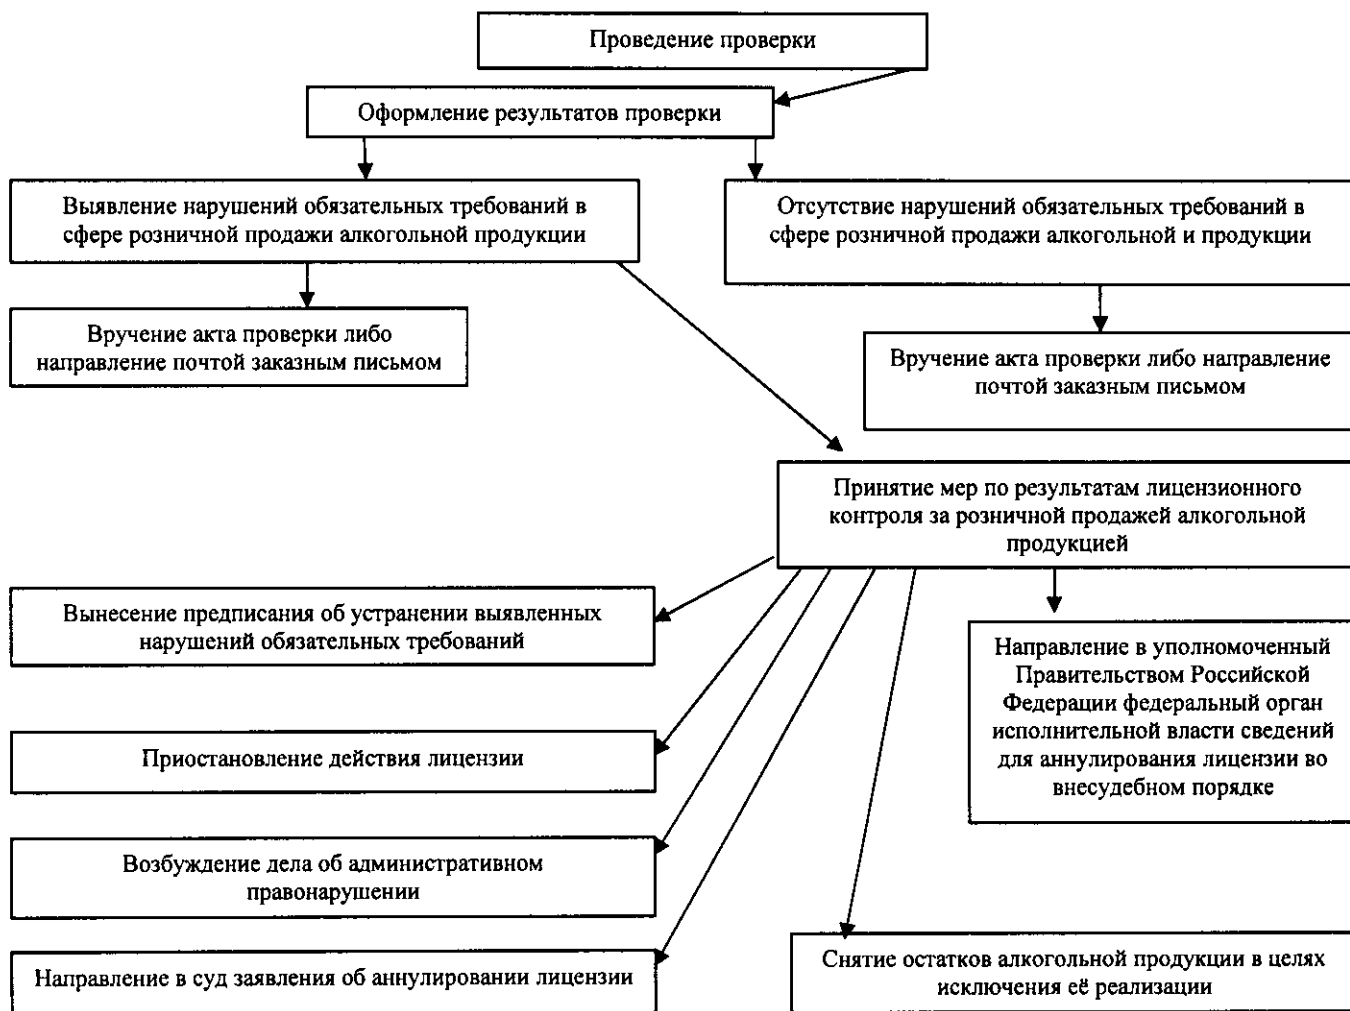 Проведение проверки
Оформление результатов проверки
Выявление нарушений обязательных требований в
сфере розничной продажи алкогольной продукции
Отсутствие нарушений обязательных требований в
сфере розничной продажи алкогольной и продукции
Вручение акта проверки либо
направление почтой заказным письмом
Вручение акта проверки либо направление
почтой заказным письмом
Принятие мер по результатам лицензионного
контроля за розничной продажей алкогольной
продукцией
Вынесение предписания об устранении выявленных
нарушений обязательных требований
Направление в уполномоченный
Правительством Российской
Федерации федеральный орган
исполнительной власти сведений
для аннулирования лицензии во
внесудебном порядке
Приостановление действия лицензии
Возбуждение дела об административном
правонарушении
Направление в суд заявления об аннулировании лицензии
Снятие остатков алкогольной продукции в целях
исключения её реализации